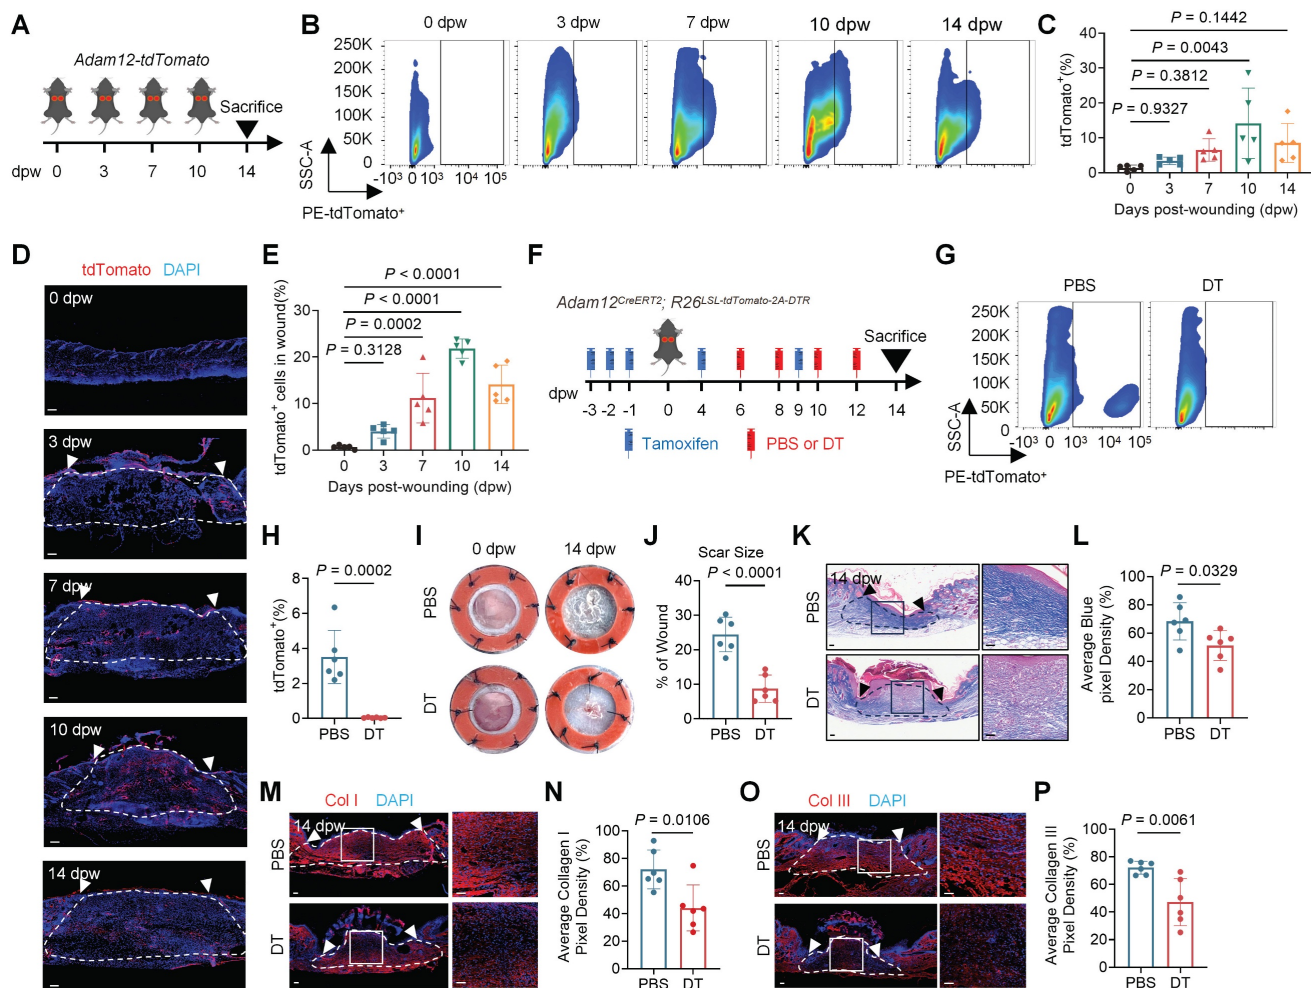 A
Adam12-tdTomato
Sacrifice
dpw 0 3 7 10 14
B
0 dpw 3 dpw 7 dpw 10 dpw 14 dpw
250K
200K
150K
100K
50K
0
SSC-A
-10³ 0 10³ 10⁴ 10⁵
PE-tdTomato⁺
C
P = 0.1442
P = 0.0043
P = 0.3812
P = 0.9327
tdTomato⁺(%)
40
30
20
10
0
0 3 7 10 14
Days post-wounding (dpw)
D
tdTomato DAPI
0 dpw
3 dpw
7 dpw
10 dpw
14 dpw
E
P < 0.0001
P < 0.0001
P = 0.0002
P = 0.3128
tdTomato⁺ cells in wound(%)
30
20
10
0
0 3 7 10 14
Days post-wounding (dpw)
F
Adam12CreERT2; R26LSL-tdTomato-2A-DTR
Sacrifice
dpw
-3 -2 -1 0 4 6 8 9 10 12 14
Tamoxifen PBS or DT
G
PBS DT
250K
200K
150K
100K
50K
0
SSC-A
-10³ 0 10³ 10⁴ 10⁵
PE-tdTomato⁺
H
P = 0.0002
tdTomato⁺(%)
8
6
4
2
0
PBS DT
I
0 dpw 14 dpw
PBS
DT
J
Scar Size
P < 0.0001
% of Wound
40
30
20
10
0
PBS DT
K
14 dpw
PBS
DT
L
P = 0.0329
Average Blue
pixel Density (%)
100
80
60
40
20
0
PBS DT
M
Col I DAPI
14 dpw
PBS
DT
N
P = 0.0106
Average Collagen I
Pixel Density (%)
100
80
60
40
20
0
PBS DT
O
Col III DAPI
14 dpw
PBS
DT
P
P = 0.0061
Average Collagen III
Pixel Density (%)
100
80
60
40
20
0
PBS DT